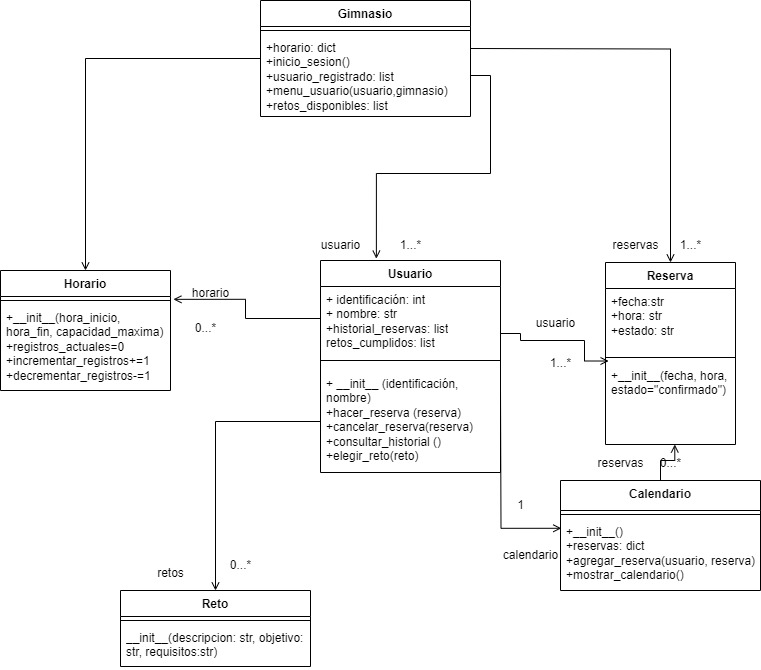 Gimnasio
+horario: dict
+inicio_sesion()
+usuario_registrado: list
+menu_usuario(usuario,gimnasio)
+retos_disponibles: list
usuario
1...*
reservas
1...*
Horario
+__init__(hora_inicio,
hora_fin, capacidad_maxima)
+registros_actuales=0
+incrementar_registros+=1
+decrementar_registros-=1
horario
0...*
Usuario
+ identificación: int
+ nombre: str
+historial_reservas: list
retos_cumplidos: list
+ __init__ (identificación,
nombre)
+hacer_reserva (reserva)
+cancelar_reserva(reserva)
+consultar_historial ()
+elegir_reto(reto)
usuario
1...*
Reserva
+fecha:str
+hora: str
+estado: str
+__init__(fecha, hora,
estado="confirmado")
reservas
0...*
1
calendario
Calendario
+__init__()
+reservas: dict
+agregar_reserva(usuario, reserva)
+mostrar_calendario()
retos
0...*
Reto
__init__(descripcion: str, objetivo:
str, requisitos:str)